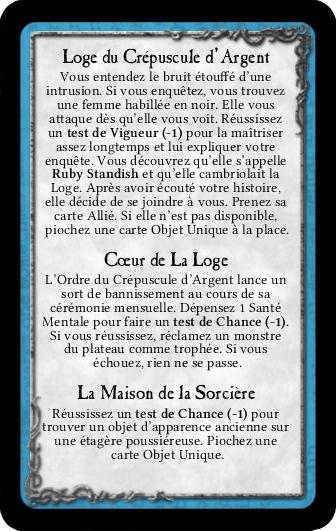 Loge du Crépuscule d'Argent
Vous entendez le bruit étouffé d'une
intrusion. Si vous enquêtez, vous trouvez
une femme habillée en noir. Elle vous
attaque dès qu'elle vous voit. Réussissez
un test de Vigueur (-1) pour la maîtriser
assez longtemps et lui expliquer votre
enquête. Vous découvrez qu'elle s'appelle
Ruby Standish et qu'elle cambriolait la
Loge. Après avoir écouté votre histoire,
elle décide de se joindre à vous. Prenez sa
carte Allié. Si elle n'est pas disponible,
piochez une carte Objet Unique à la place.
Cœur de La Loge
L'Ordre du Crépuscule d'Argent lance un
sort de bannissement au cours de sa
cérémonie mensuelle. Dépensez 1 Santé
Mentale pour faire un test de Chance (-1).
Si vous réussissez, réclamez un monstre
du plateau comme trophée. Si vous
échouez, rien ne se passe.
La Maison de la Sorcière
Réussissez un test de Chance (-1) pour
trouver un objet d'apparence ancienne sur
une étagère poussiéreuse. Piochez une
carte Objet Unique.